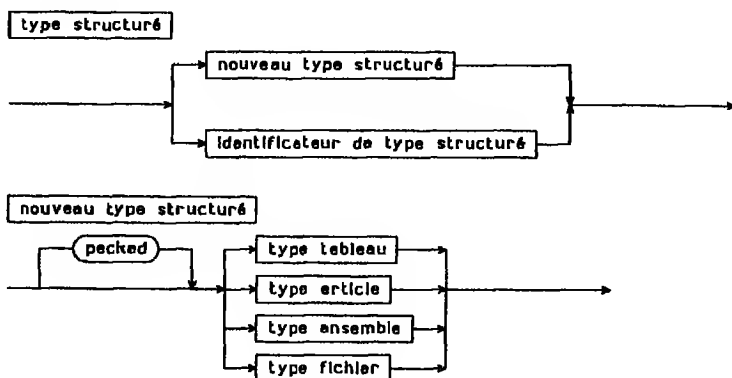 type structuré
nouveau type structuré
identificateur de type structuré
nouveau type structuré
packed
type tableau
type article
type ensemble
type fichier